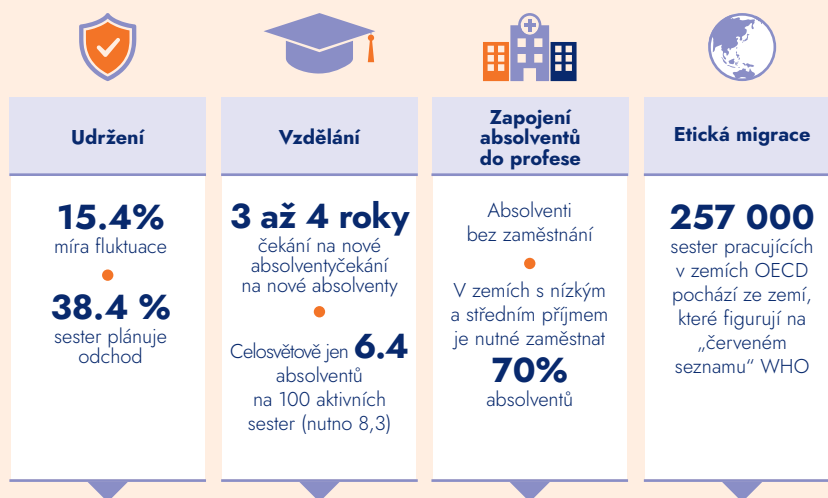 Udržení
15.4%
míra fluktuace
38.4 %
sester plánuje
odchod
Vzdělání
3 až 4 roky
čekání na nové
absolventyčekání
na nové absolventy
Celosvětově jen 6.4
absolventů
na 100 aktivních
sester (nutno 8,3)
Zapojení
absolventů
do profese
Absolventi
bez zaměstnání
V zemích s nízkým
a středním příjmem
je nutné zaměstnat
70%
absolventů
Etická migrace
257 000
sester pracujících
v zemích OECD
pochází ze zemí,
které figurují na
„červeném
seznamu“ WHO